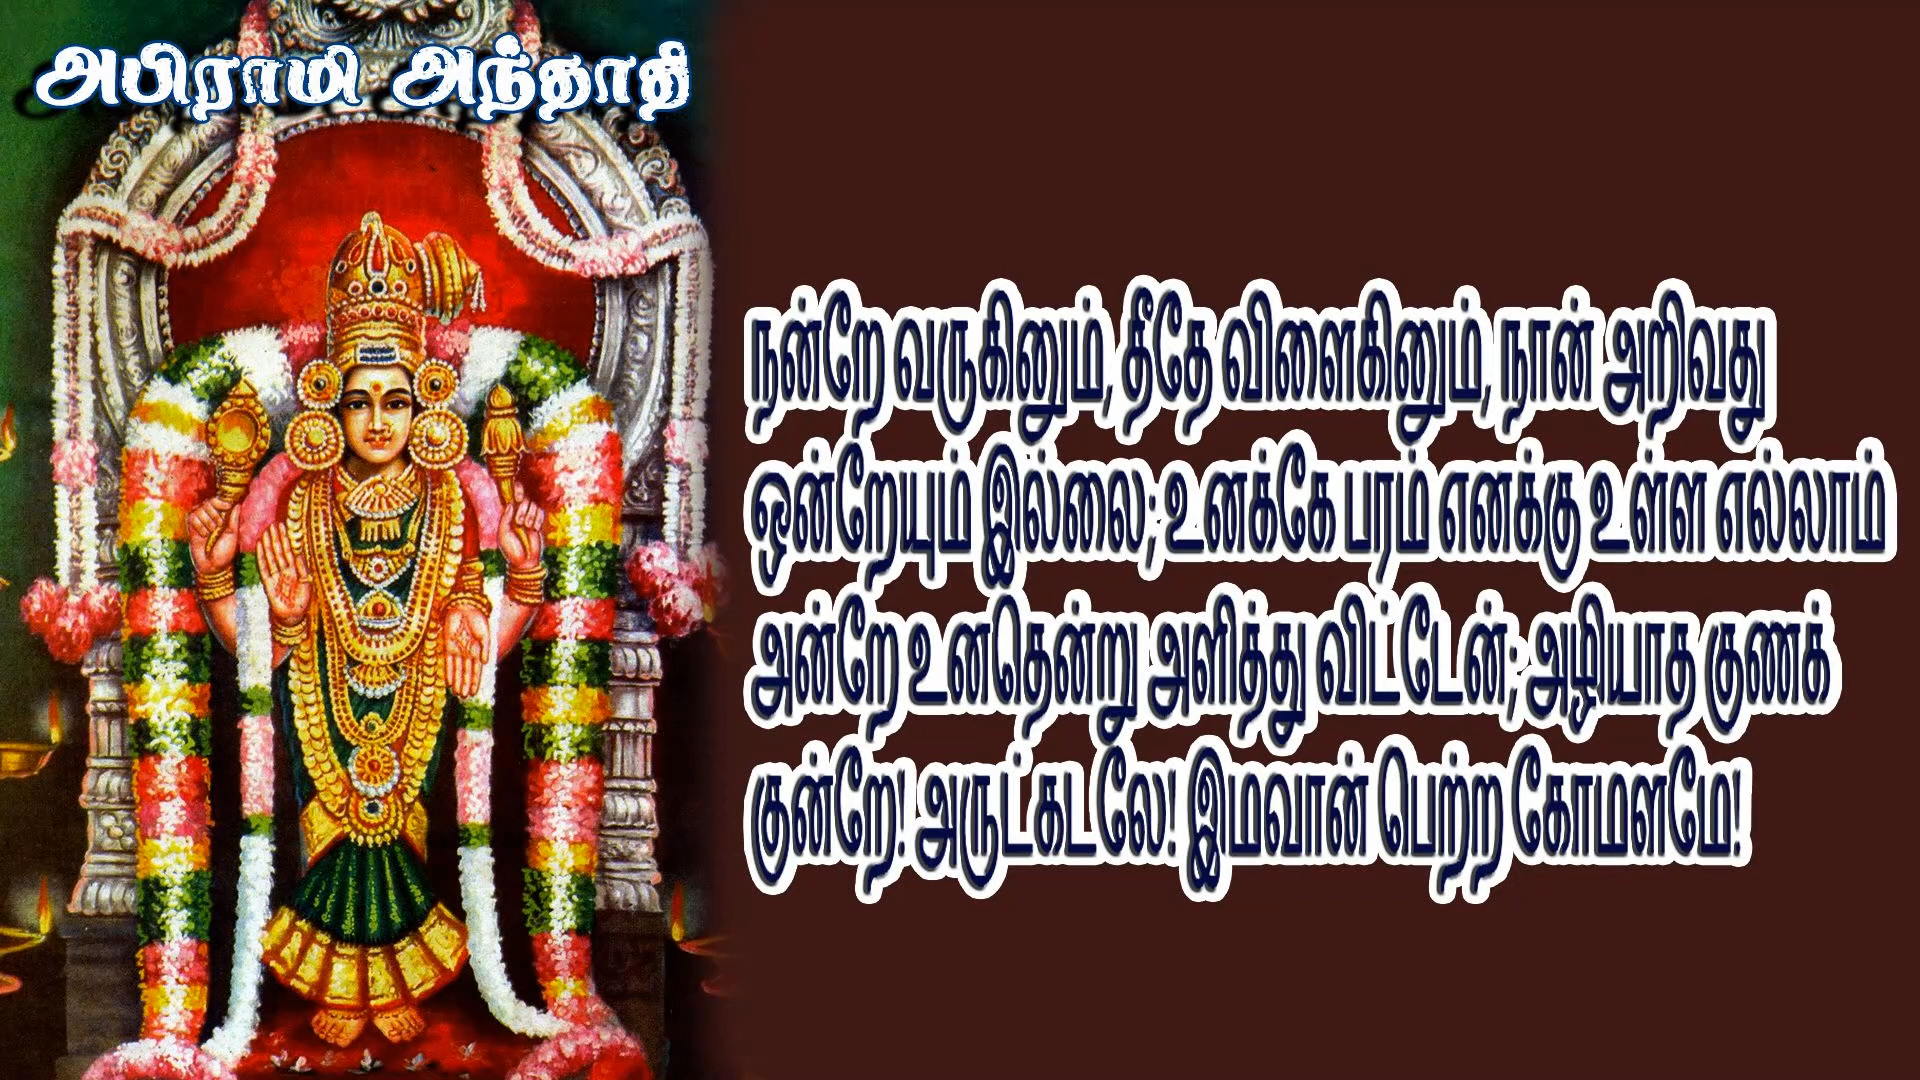 அபிராமி அந்தாதி
நன்றே வருகினும், தீதே விளைகினும், நான் அறிவது
ஒன்றேயும் இல்லை; உனக்கே பரம் எனக்கு உள்ள எல்லாம்
அன்றே உனதென்று அளித்து விட்டேன்; அழியாத குணக்
குன்றே! அருட்கடலே! இமவான் பெற்ற கோமளமே!